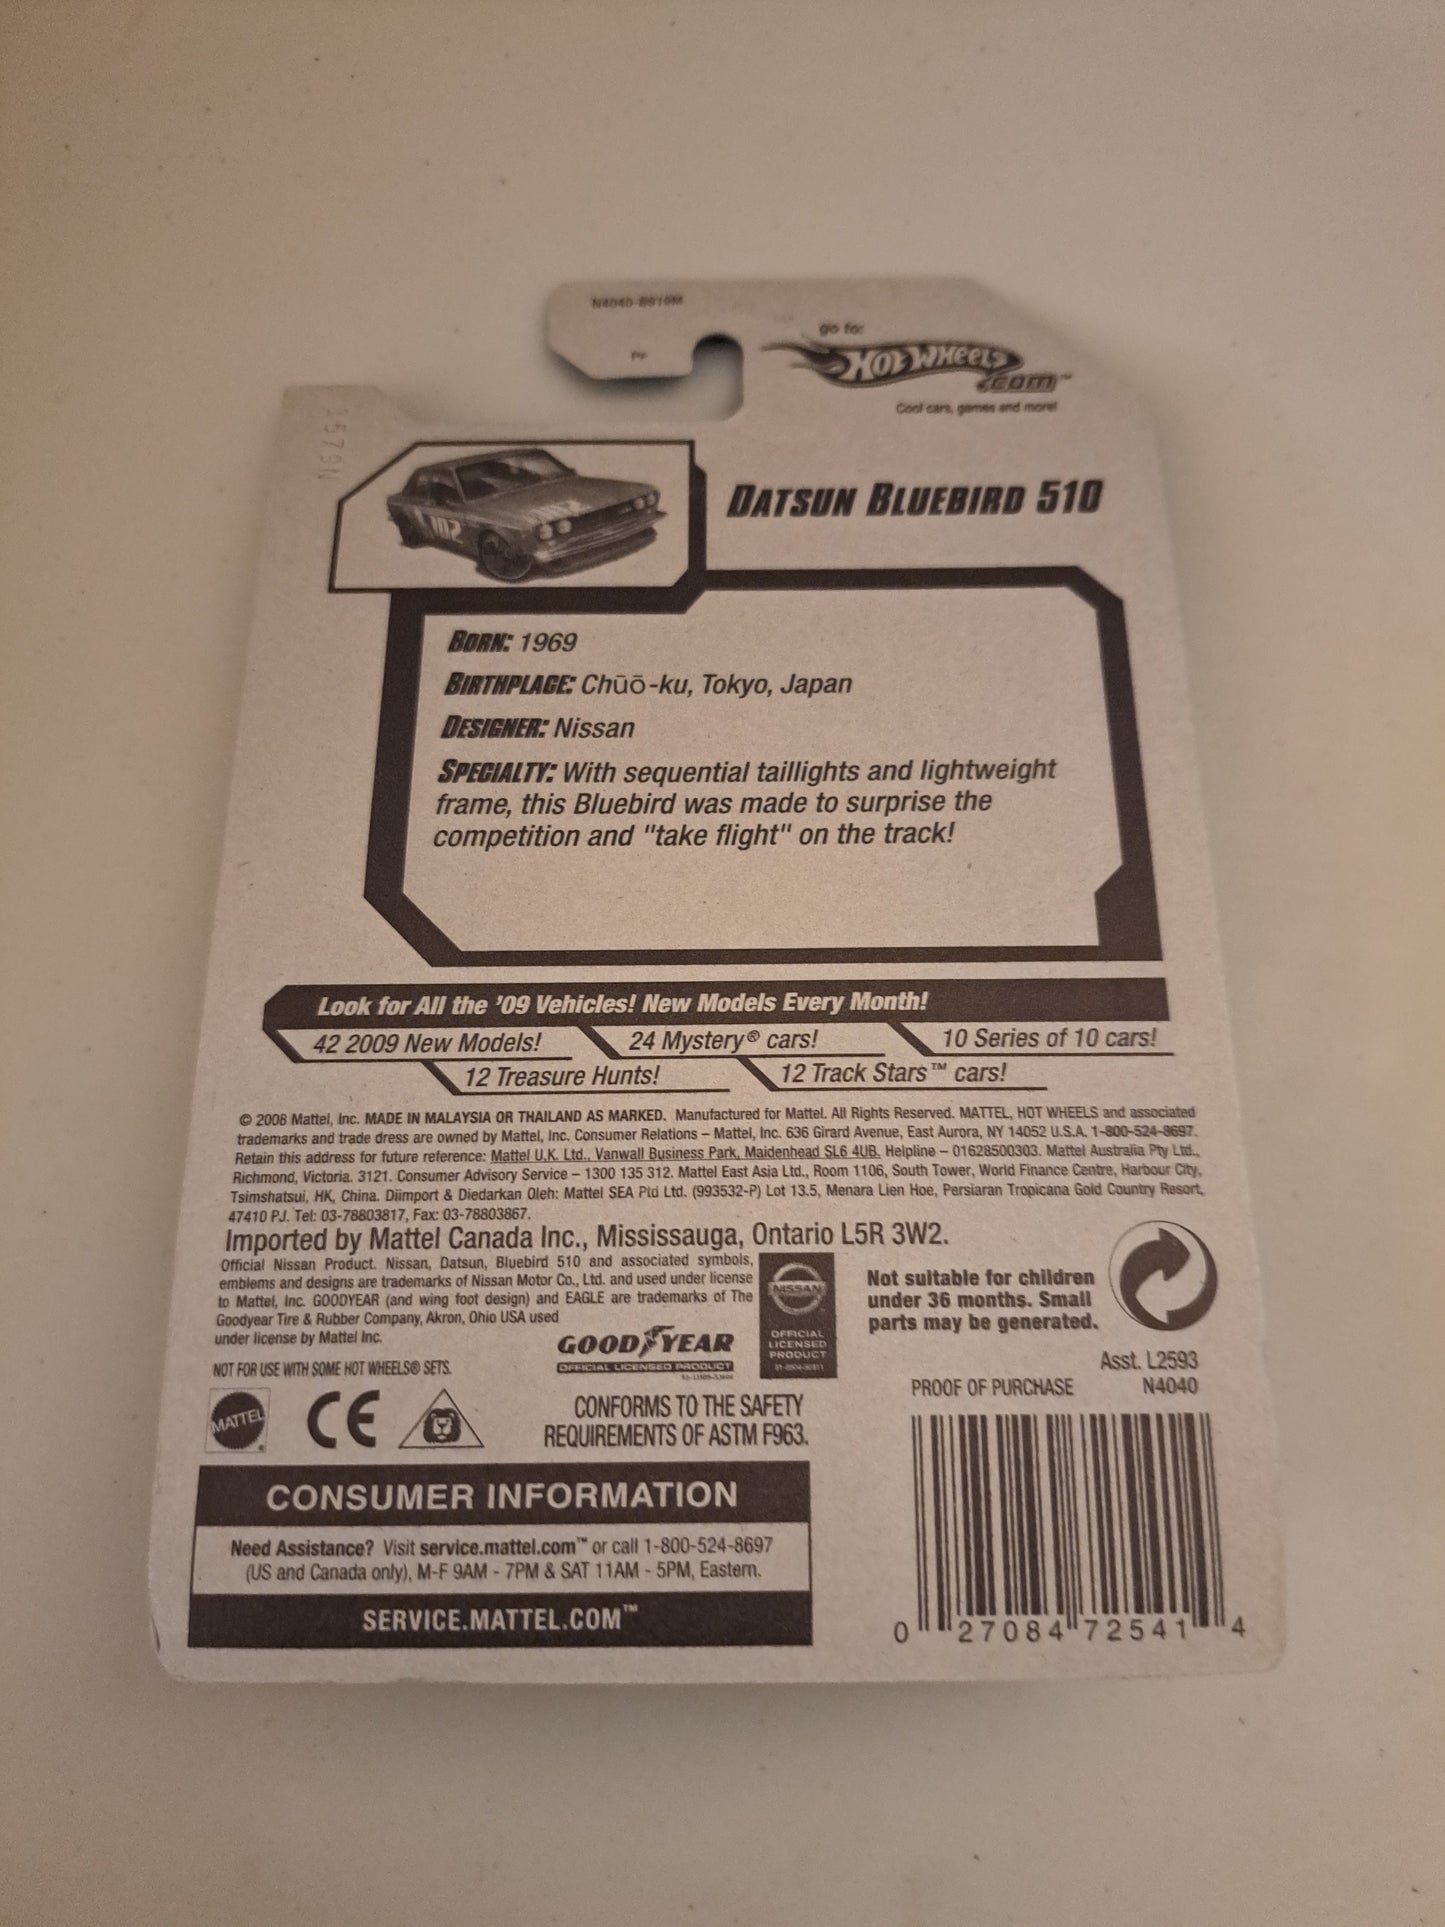 N4040-B910M
go to:
HOT WHEELS
.com™
Cool cars, games and more!
DATSUN BLUEBIRD 510
BORN: 1969
BIRTHPLACE: Chūō-ku, Tokyo, Japan
DESIGNER: Nissan
SPECIALTY: With sequential taillights and lightweight
frame, this Bluebird was made to surprise the
competition and "take flight" on the track!
Look for All the '09 Vehicles! New Models Every Month!
42 2009 New Models! 24 Mystery® cars! 10 Series of 10 cars!
12 Treasure Hunts! 12 Track Stars™ cars!
© 2008 Mattel, Inc. MADE IN MALAYSIA OR THAILAND AS MARKED. Manufactured for Mattel. All Rights Reserved. MATTEL, HOT WHEELS and associated
trademarks and trade dress are owned by Mattel, Inc. Consumer Relations – Mattel, Inc. 636 Girard Avenue, East Aurora, NY 14052 U.S.A. 1-800-524-8697.
Retain this address for future reference: Mattel U.K. Ltd., Vanwall Business Park, Maidenhead SL6 4UB. Helpline – 01628500303. Mattel Australia Pty Ltd.,
Richmond, Victoria. 3121. Consumer Advisory Service – 1300 135 312. Mattel East Asia Ltd., Room 1106, South Tower, World Finance Centre, Harbour City,
Tsimshatsui, HK, China. Diimport & Diedarkan Oleh: Mattel SEA Ptd Ltd. (993532-P) Lot 13.5, Menara Lien Hoe, Persiaran Tropicana Gold Country Resort,
47410 PJ. Tel: 03-78803817, Fax: 03-78803867.
Imported by Mattel Canada Inc., Mississauga, Ontario L5R 3W2.
Official Nissan Product. Nissan, Datsun, Bluebird 510 and associated symbols,
emblems and designs are trademarks of Nissan Motor Co., Ltd. and used under license
to Mattel, Inc. GOODYEAR (and wing foot design) and EAGLE are trademarks of The
Goodyear Tire & Rubber Company, Akron, Ohio USA used
under license by Mattel Inc.
GOODYEAR
OFFICIAL LICENSED PRODUCT
NISSAN
OFFICIAL
LICENSED
PRODUCT
Not suitable for children
under 36 months. Small
parts may be generated.
NOT FOR USE WITH SOME HOT WHEELS® SETS.
Asst. L2593
PROOF OF PURCHASE N4040
MATTEL
CE
CONFORMS TO THE SAFETY
REQUIREMENTS OF ASTM F963.
CONSUMER INFORMATION
Need Assistance? Visit service.mattel.com™ or call 1-800-524-8697
(US and Canada only), M-F 9AM - 7PM & SAT 11AM - 5PM, Eastern.
SERVICE.MATTEL.COM™
0 27084 72541 4